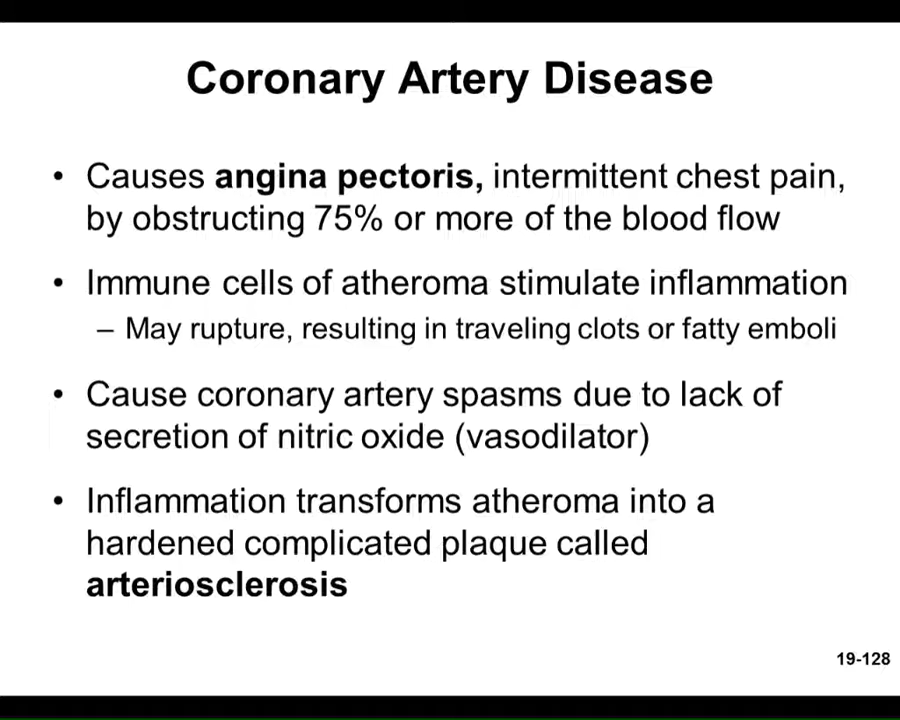 Coronary Artery Disease
• Causes angina pectoris, intermittent chest pain,
by obstructing 75% or more of the blood flow
• Immune cells of atheroma stimulate inflammation
– May rupture, resulting in traveling clots or fatty emboli
• Cause coronary artery spasms due to lack of
secretion of nitric oxide (vasodilator)
• Inflammation transforms atheroma into a
hardened complicated plaque called
arteriosclerosis
19-128